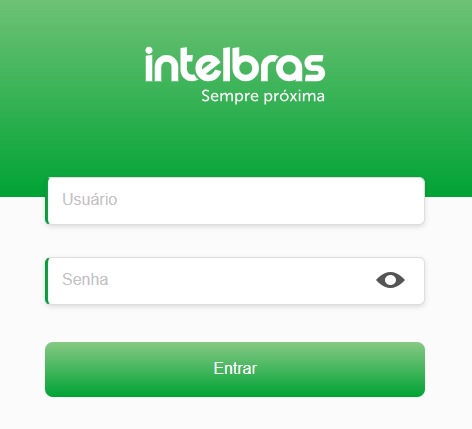 intelbras
Sempre próxima
Usuário
Senha
Entrar